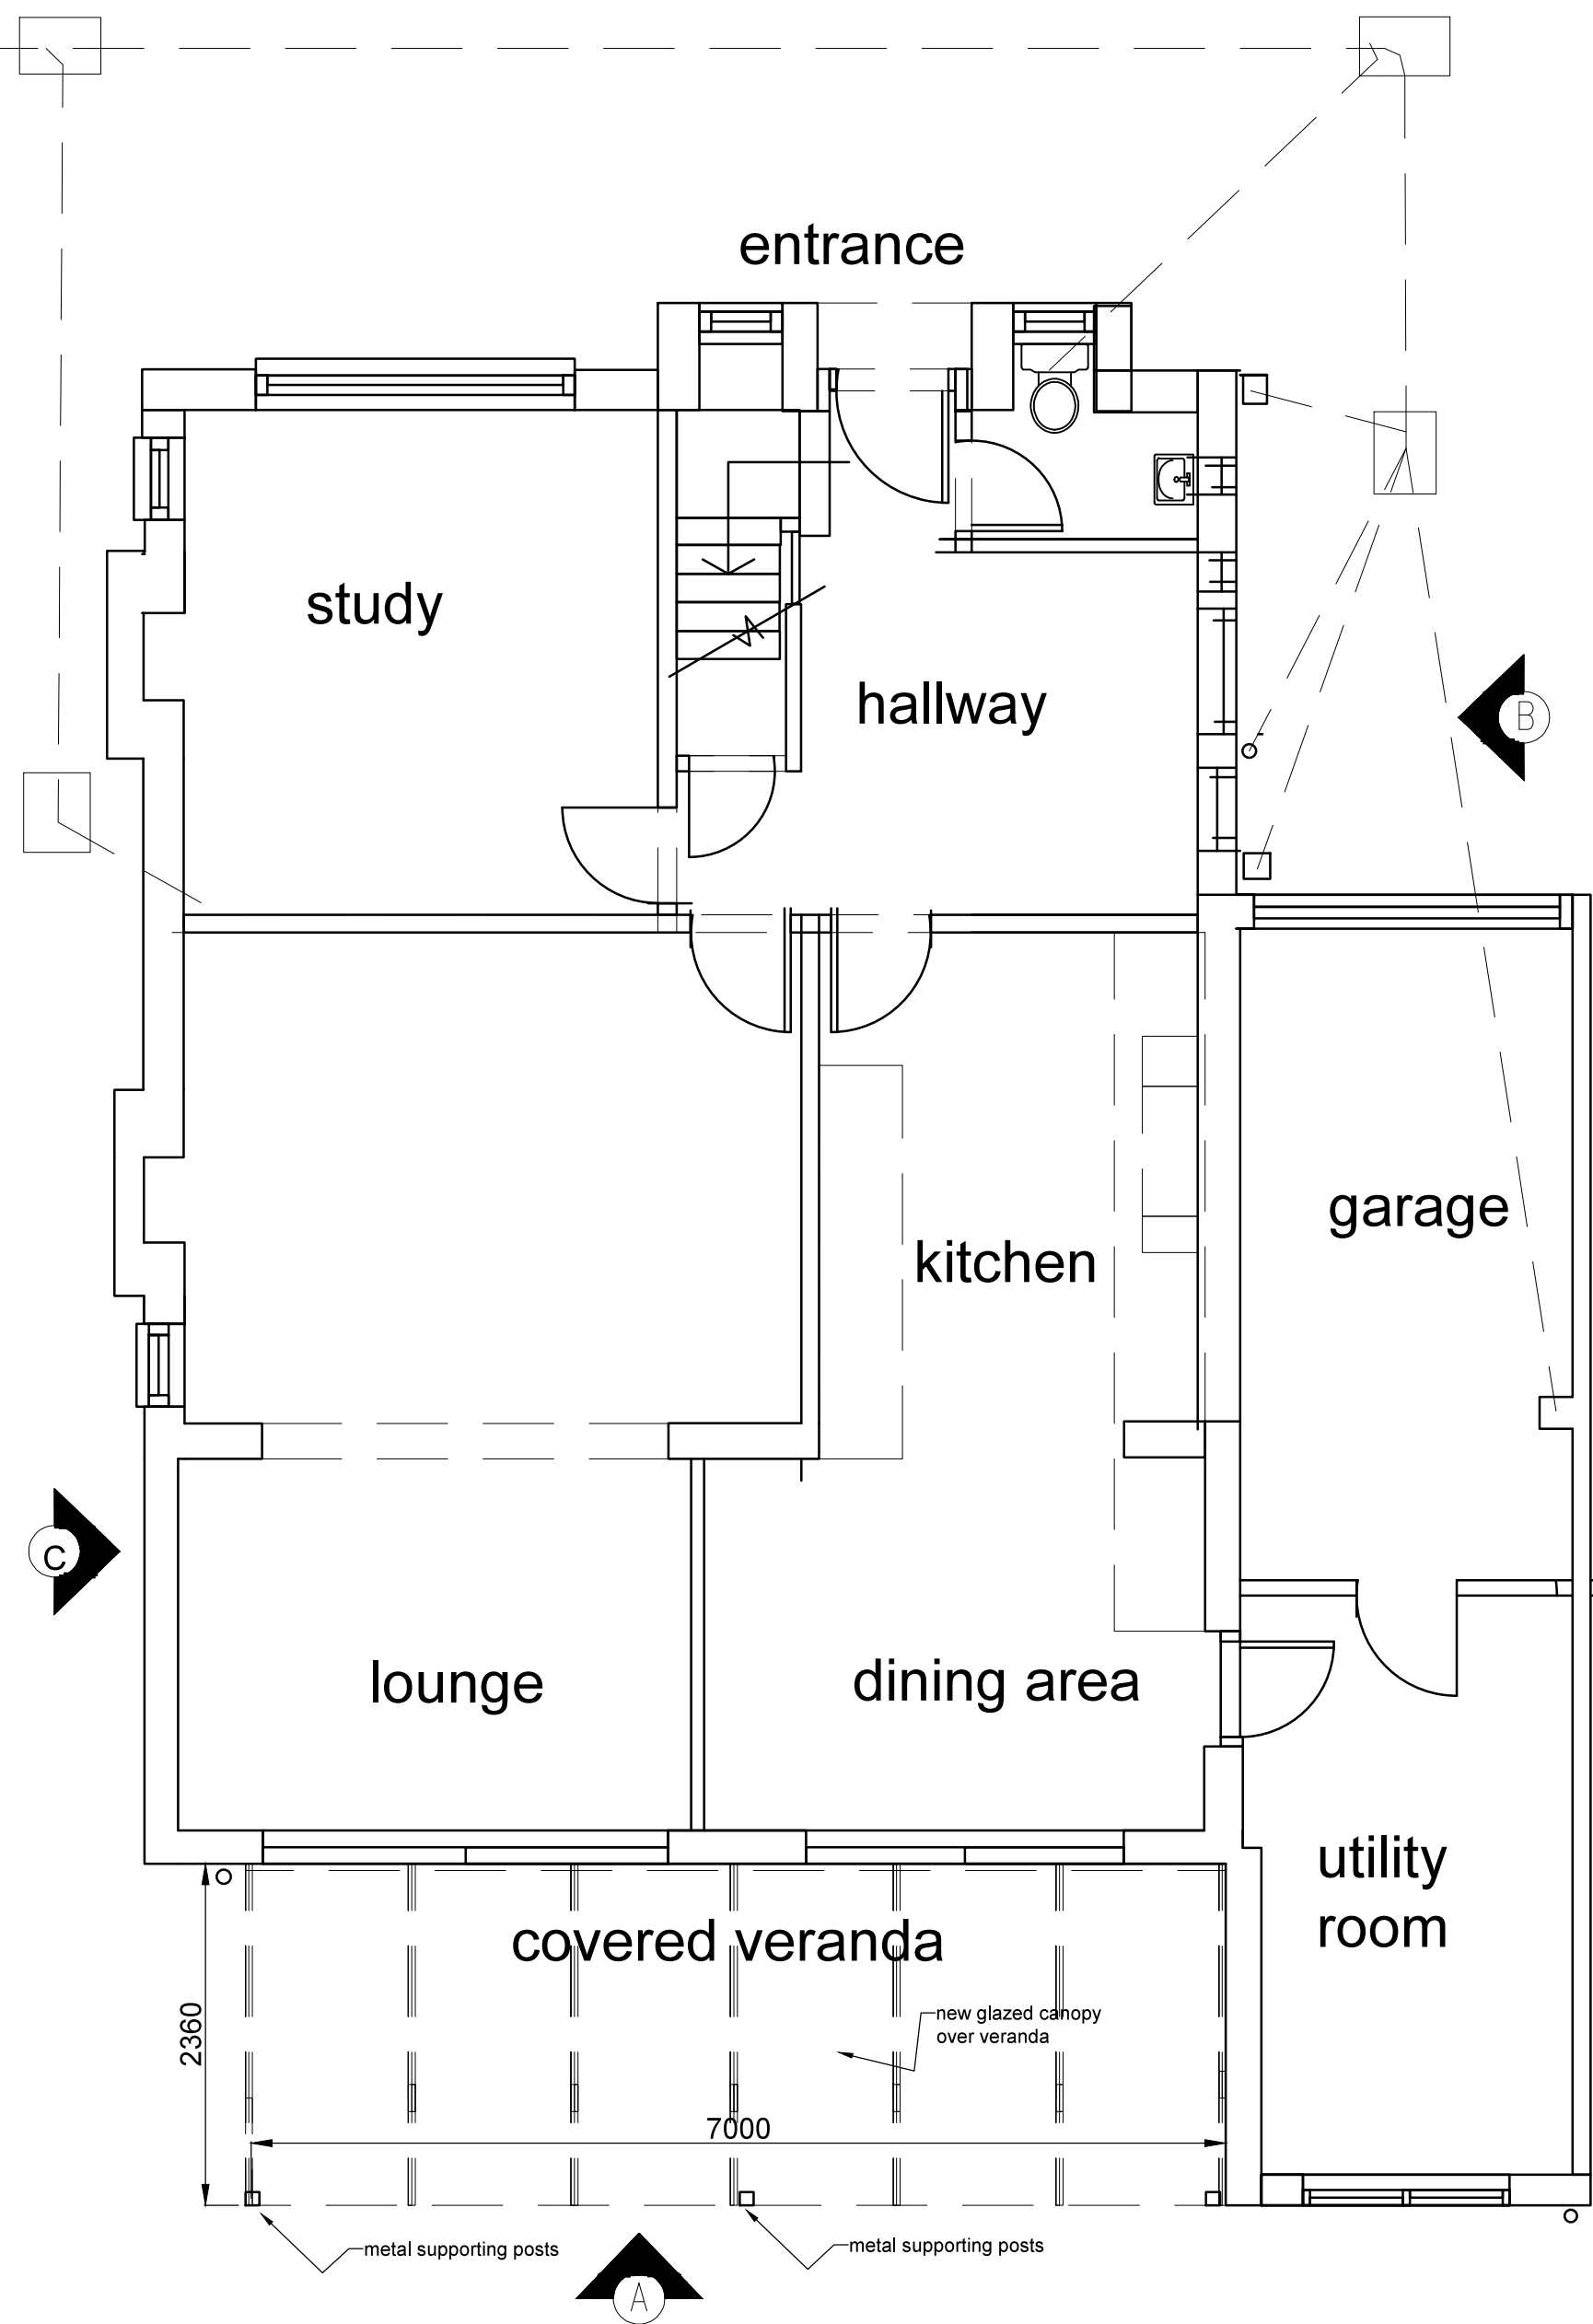 entrance
study
hallway
B
garage
kitchen
C
lounge
dining area
utility
room
covered veranda
new glazed canopy
over veranda
2360
7000
metal supporting posts
metal supporting posts
A